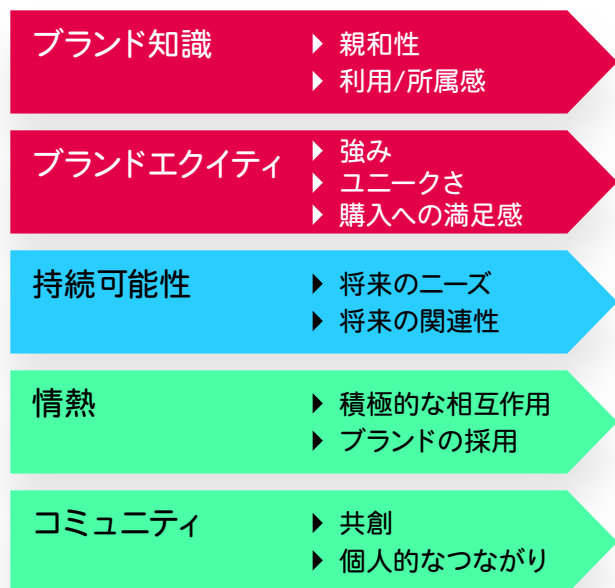 ブランド知識
親和性
利用/所属感
ブランドエクイティ
強み
ユニークさ
購入への満足感
持続可能性
将来のニーズ
将来の関連性
情熱
積極的な相互作用
ブランドの採用
コミュニティ
共創
個人的なつながり